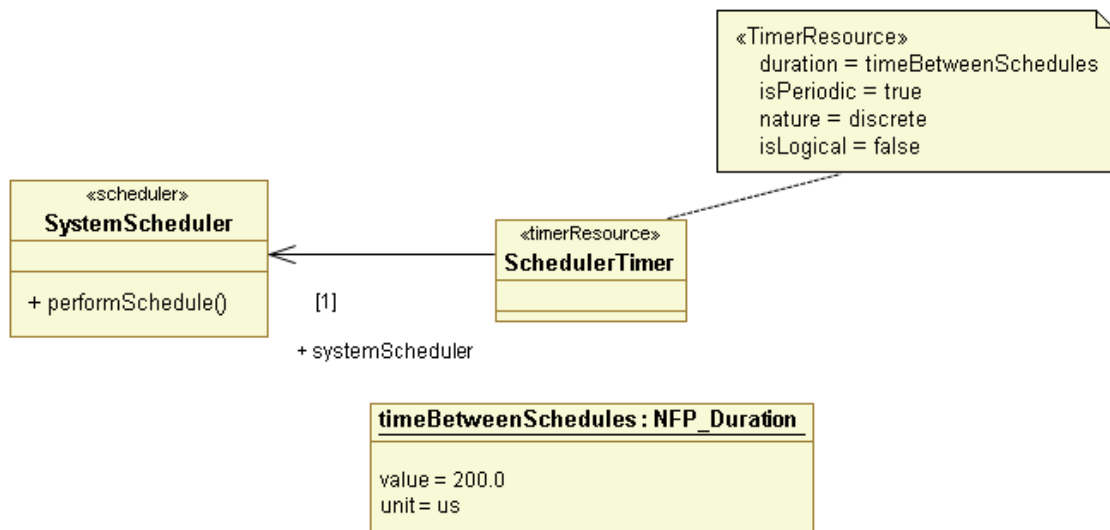 «TimerResource»
duration = timeBetweenSchedules
isPeriodic = true
nature = discrete
isLogical = false
«scheduler»
SystemScheduler
+ performSchedule()
«timerResource»
SchedulerTimer
[1]
+ systemScheduler
timeBetweenSchedules : NFP_Duration
value = 200.0
unit = us